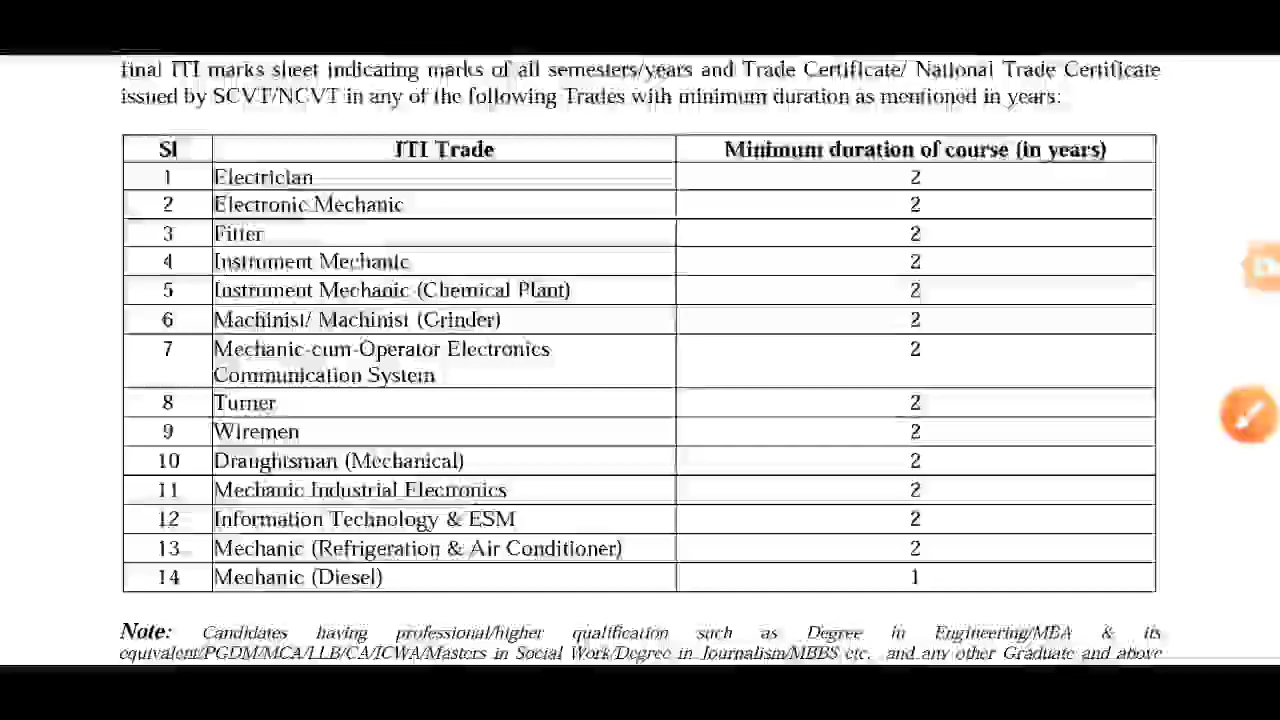 final ITI marks sheet indicating marks of all semesters/years and Trade Certificate/ National Trade Certificate
issued by SCVT/NCVT in any of the following Trades with minimum duration as mentioned in years:
Sl ITI Trade Minimum duration of course (in years)
1 Electrician 2
2 Electronic Mechanic 2
3 Fitter 2
4 Instrument Mechanic 2
5 Instrument Mechanic (Chemical Plant) 2
6 Machinist/ Machinist (Grinder) 2
7 Mechanic-cum-Operator Electronics 2
Communication System
8 Turner 2
9 Wiremen 2
10 Draughtsman (Mechanical) 2
11 Mechanic Industrial Electronics 2
12 Information Technology & ESM 2
13 Mechanic (Refrigeration & Air Conditioner) 2
14 Mechanic (Diesel) 1
Note: Candidates having professional/higher qualification such as Degree in Engineering/MBA & its
equivalent/PGDM/MCA/LLB/CA/ICWA/Masters in Social Work/Degree in Journalism/MBBS etc. and any other Graduate and above